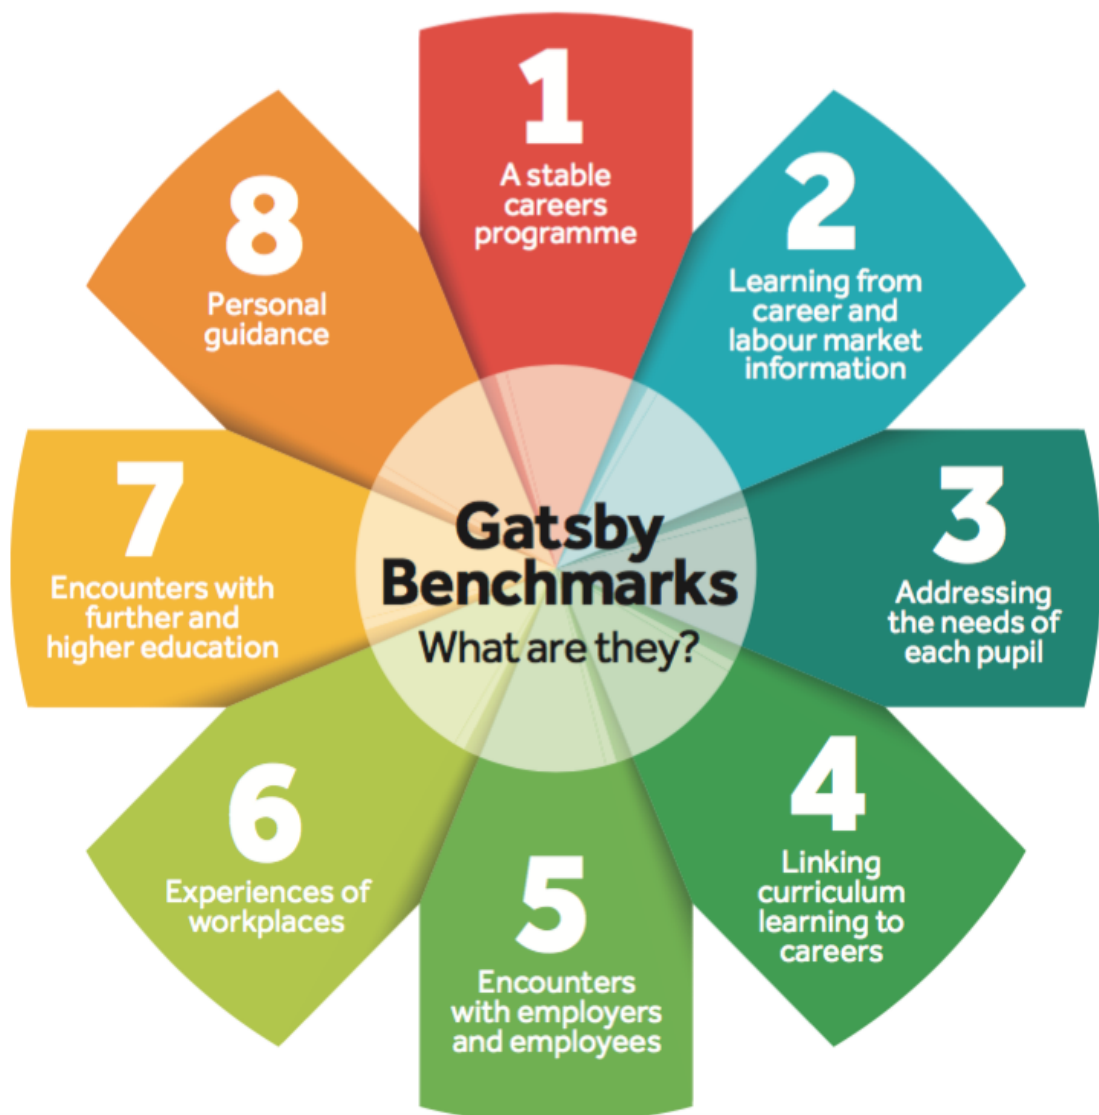 1
A stable
careers
programme
2
Learning from
career and
labour market
information
3
Addressing
the needs of
each pupil
4
Linking
curriculum
learning to
careers
5
Encounters
with employers
and employees
6
Experiences of
workplaces
7
Encounters with
further and
higher education
8
Personal
guidance
Gatsby
Benchmarks
What are they?